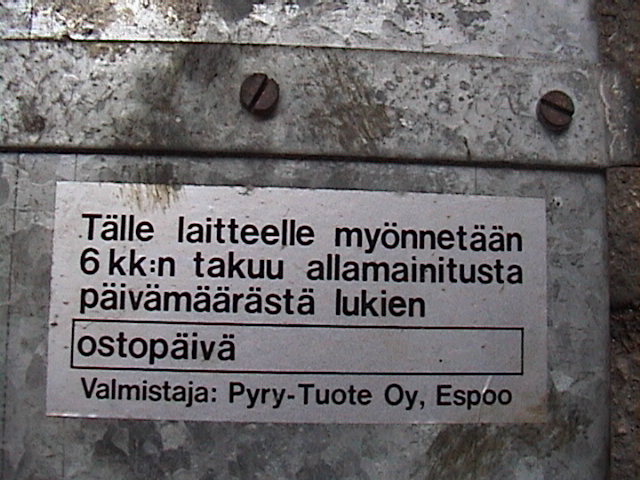 Tälle laitteelle myönnetään
6 kk:n takuu allamainitusta
päivämäärästä lukien
ostopäivä
Valmistaja: Pyry-Tuote Oy, Espoo